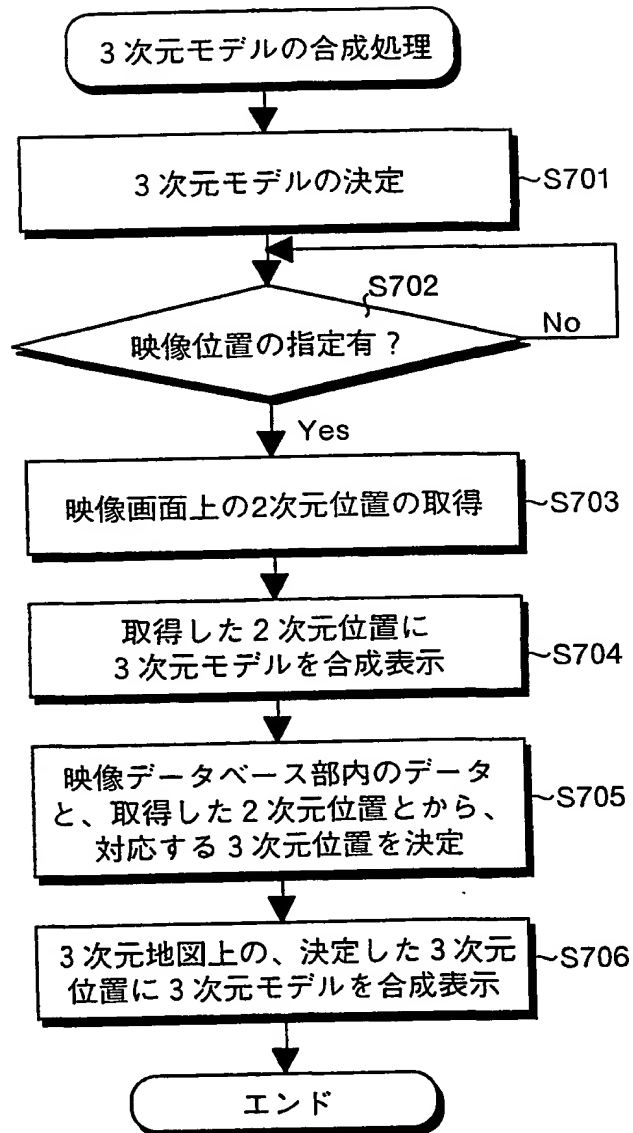 3次元モデルの合成処理
3次元モデルの決定
~S701
S702
映像位置の指定有?
No
Yes
映像画面上の2次元位置の取得
~S703
取得した2次元位置に
3次元モデルを合成表示
~S704
映像データベース部内のデータ
と、取得した2次元位置とから、
対応する3次元位置を決定
~S705
3次元地図上の、決定した3次元
位置に3次元モデルを合成表示
~S706
エンド